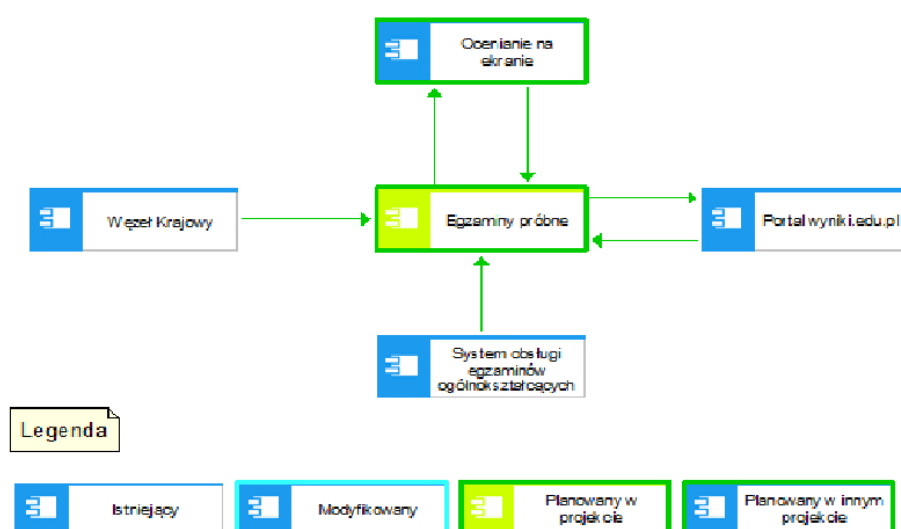 Ocenianie na
ekranie
Węzeł Krajowy
Egzaminy próbne
Portal wyniki.edu.pl
System obsługi
egzaminów
ogólnokształcących
Legenda
Istniejący
Modyfikowany
Planowany w
projekcie
Planowany w innym
projekcie